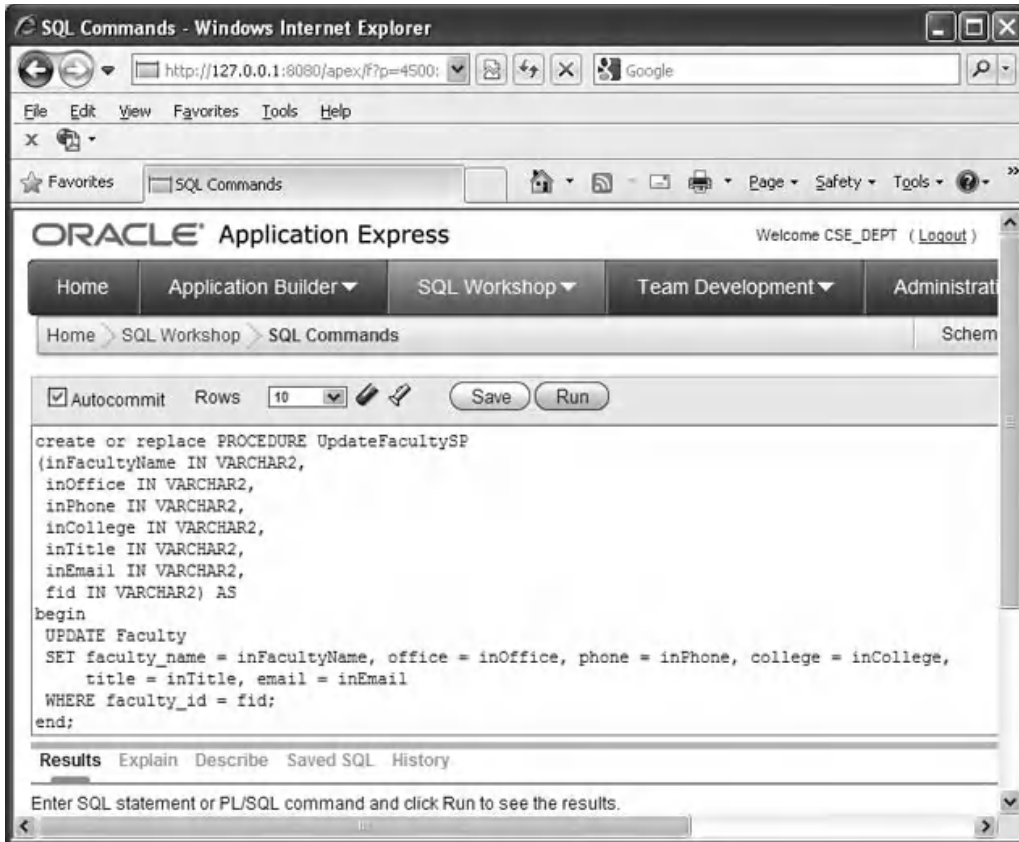 SQL Commands - Windows Internet Explorer
http://127.0.0.1:8080/apex/f?p=4500:
Google
File Edit View Favorites Tools Help
x
Favorites SQL Commands Page Safety Tools »
ORACLE Application Express Welcome CSE_DEPT ( Logout )
Home Application Builder SQL Workshop Team Development Administrati
Home SQL Workshop SQL Commands Schem
Autocommit Rows 10 Save Run
create or replace PROCEDURE UpdateFacultySP
(inFacultyName IN VARCHAR2,
inOffice IN VARCHAR2,
inPhone IN VARCHAR2,
inCollege IN VARCHAR2,
inTitle IN VARCHAR2,
inEmail IN VARCHAR2,
fid IN VARCHAR2) AS
begin
UPDATE Faculty
SET faculty_name = inFacultyName, office = inOffice, phone = inPhone, college = inCollege,
title = inTitle, email = inEmail
WHERE faculty_id = fid;
end;
Results Explain Describe Saved SQL History
Enter SQL statement or PL/SQL command and click Run to see the results.